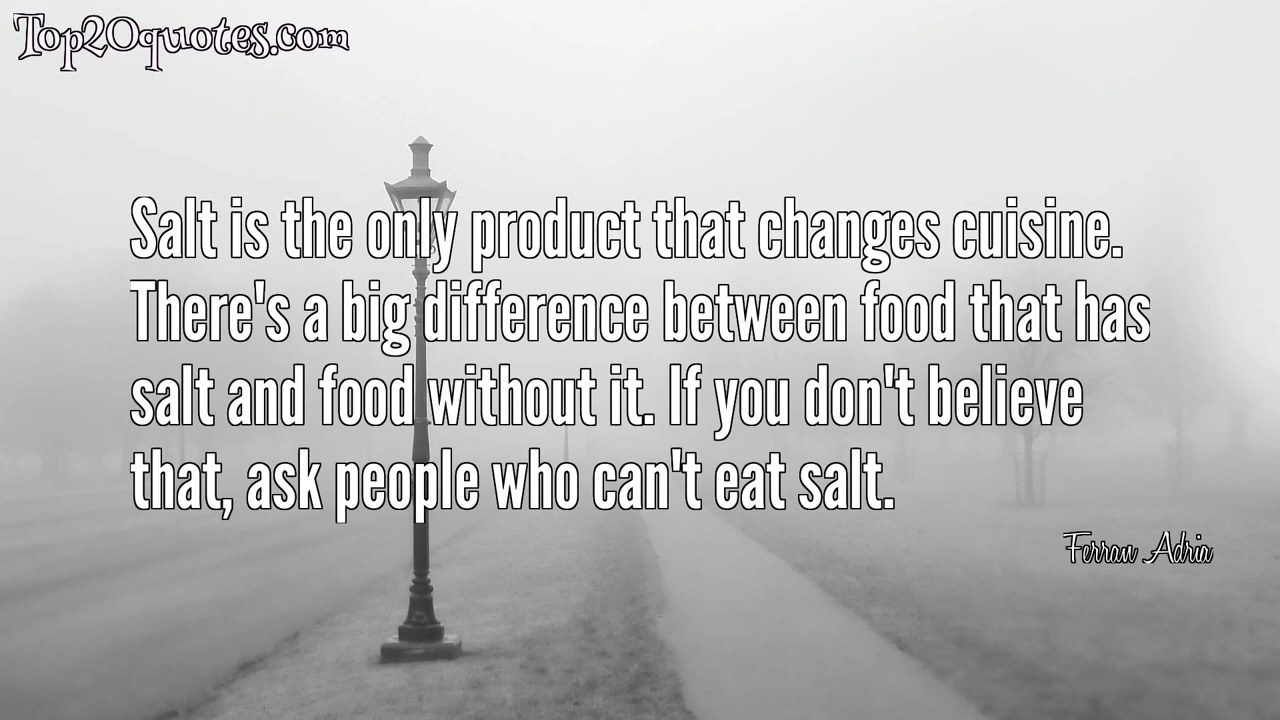 Top20quotes.com
Salt is the only product that changes cuisine.
There's a big difference between food that has
salt and food without it. If you don't believe
that, ask people who can't eat salt.
Ferran Adria